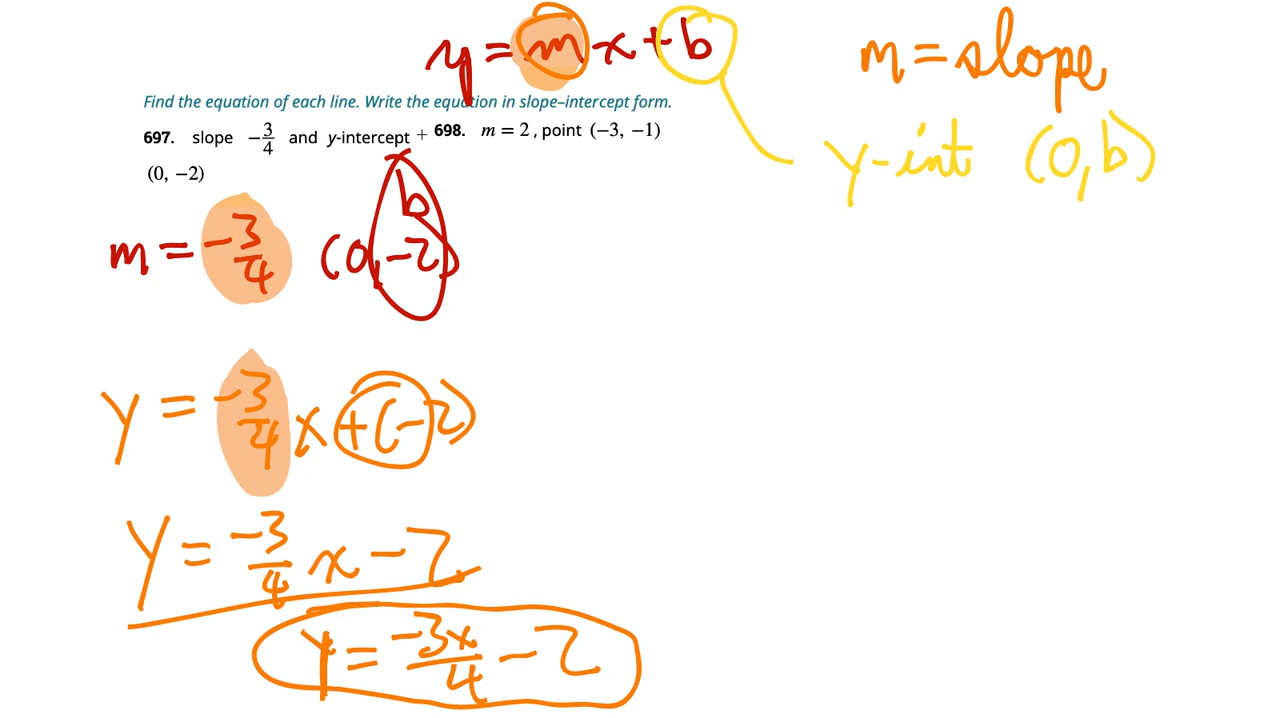 y = mx + b
m = slope
y-int (0, b)
Find the equation of each line. Write the equation in slope–intercept form.
697. slope −3/4 and y-intercept +
(0, −2)
698. m = 2, point (−3, −1)
b
m = −3/4 (0, −2)
y = −3/4 x + (−2)
y = −3/4 x − 2
y = −3x/4 − 2